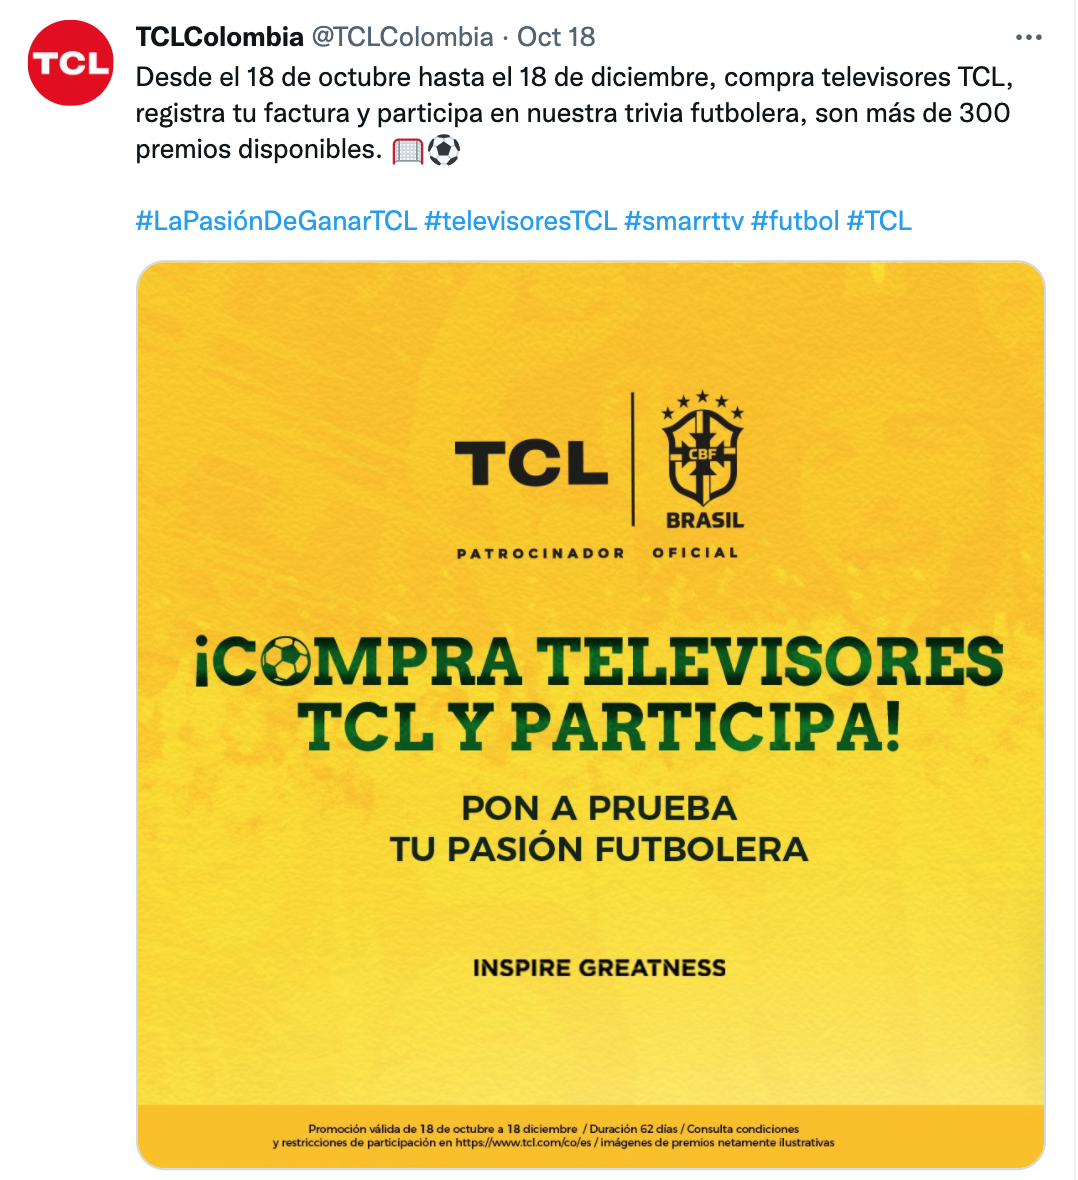 TCL
TCLColombia @TCLColombia · Oct 18
Desde el 18 de octubre hasta el 18 de diciembre, compra televisores TCL,
registra tu factura y participa en nuestra trivia futbolera, son más de 300
premios disponibles. 🥅⚽
#LaPasiónDeGanarTCL #televisoresTCL #smarrttv #futbol #TCL
TCL
CBF
BRASIL
PATROCINADOR OFICIAL
¡COMPRA TELEVISORES
TCL Y PARTICIPA!
PON A PRUEBA
TU PASIÓN FUTBOLERA
INSPIRE GREATNESS
Promoción válida de 18 de octubre a 18 diciembre / Duración 62 días / Consulta condiciones
y restricciones de participación en https://www.tcl.com/co/es / imágenes de premios netamente ilustrativas